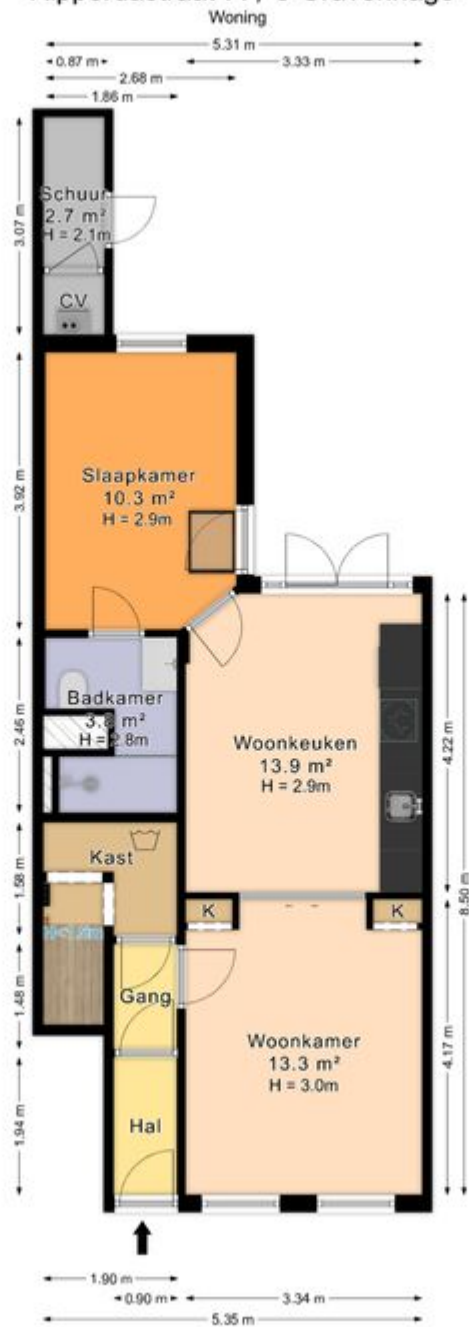 Woning
5.31 m
0.87 m
3.33 m
2.68 m
1.86 m
3.07 m
Schuur
2.7 m²
H = 2.1m
CV
3.92 m
Slaapkamer
10.3 m²
H = 2.9m
2.46 m
Badkamer
m²
H = 2.8m
Woonkeuken
13.9 m²
H = 2.9m
4.22 m
8.50 m
1.58 m
Kast
K
K
1.48 m
Gang
Woonkamer
13.3 m²
H = 3.0m
4.17 m
1.94 m
Hal
1.90 m
0.90 m
3.34 m
5.35 m